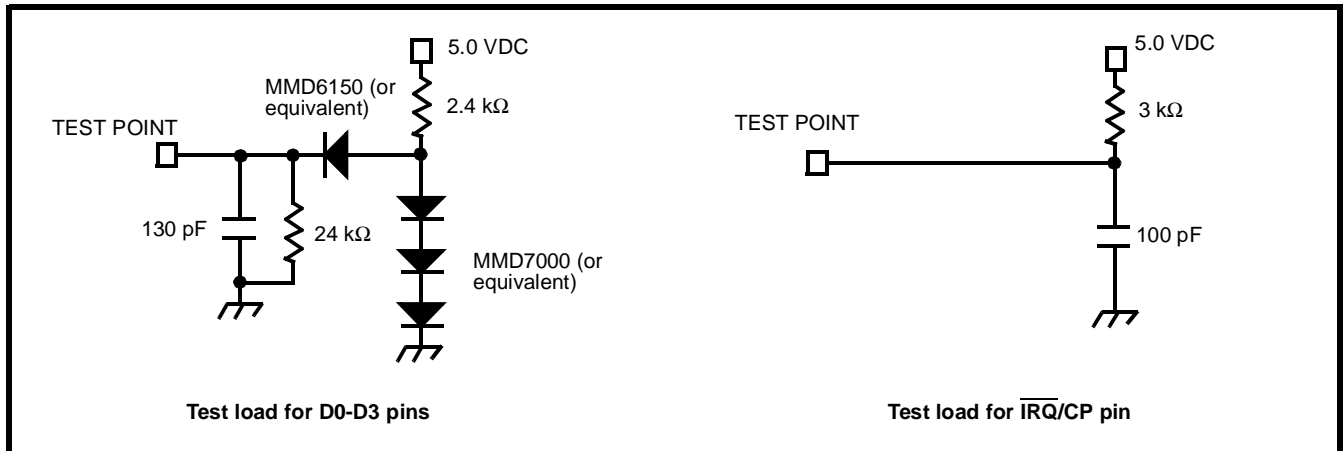 5.0 VDC
MMD6150 (or
equivalent)
2.4 kΩ
TEST POINT
130 pF
24 kΩ
MMD7000 (or
equivalent)
Test load for D0-D3 pins
5.0 VDC
3 kΩ
TEST POINT
100 pF
Test load for I̅R̅Q̅/CP pin